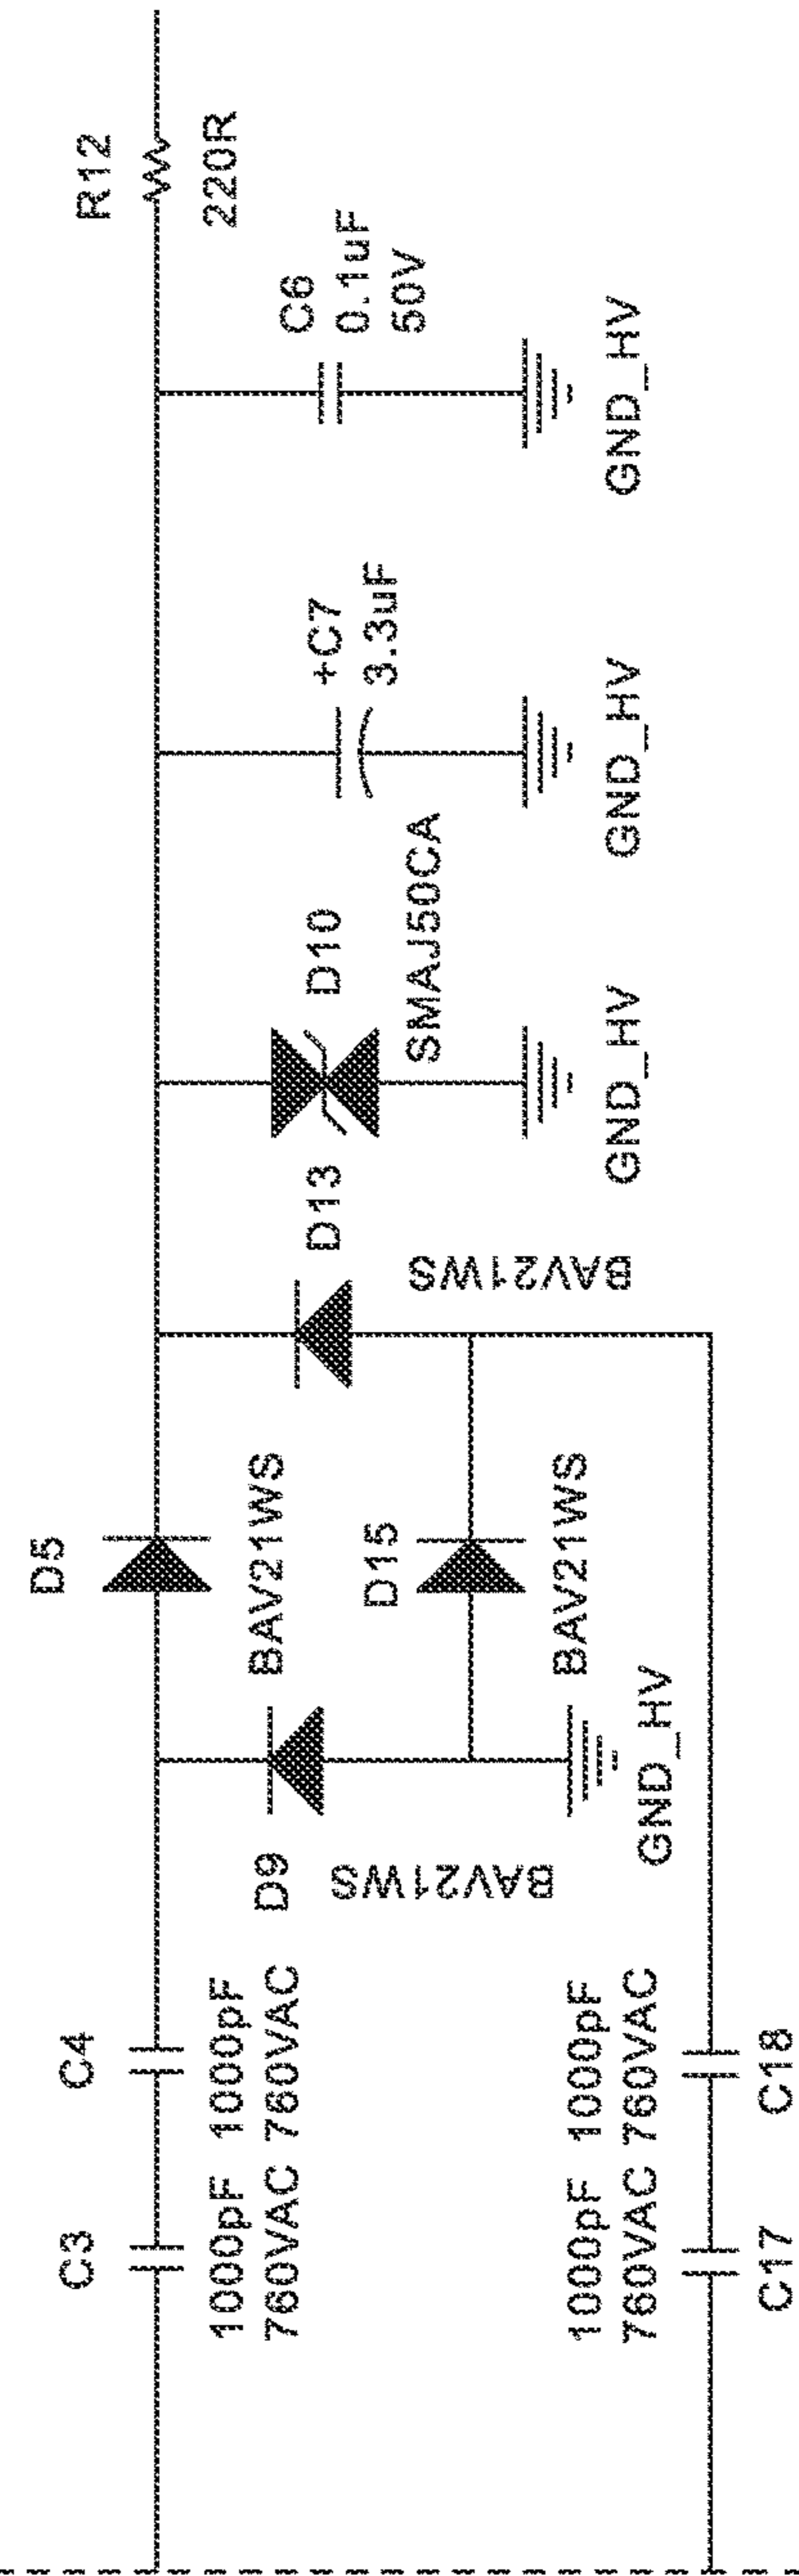 R12
220R
C6
0.1uF
50V
GND_HV
+C7
3.3uF
GND_HV
D10
SMAJ50CA
GND_HV
D13
BAV21WS
D5
BAV21WS
D15
BAV21WS
D9
BAV21WS
GND_HV
C4
1000pF
760VAC
C3
1000pF
760VAC
1000pF
760VAC
C18
1000pF
760VAC
C17